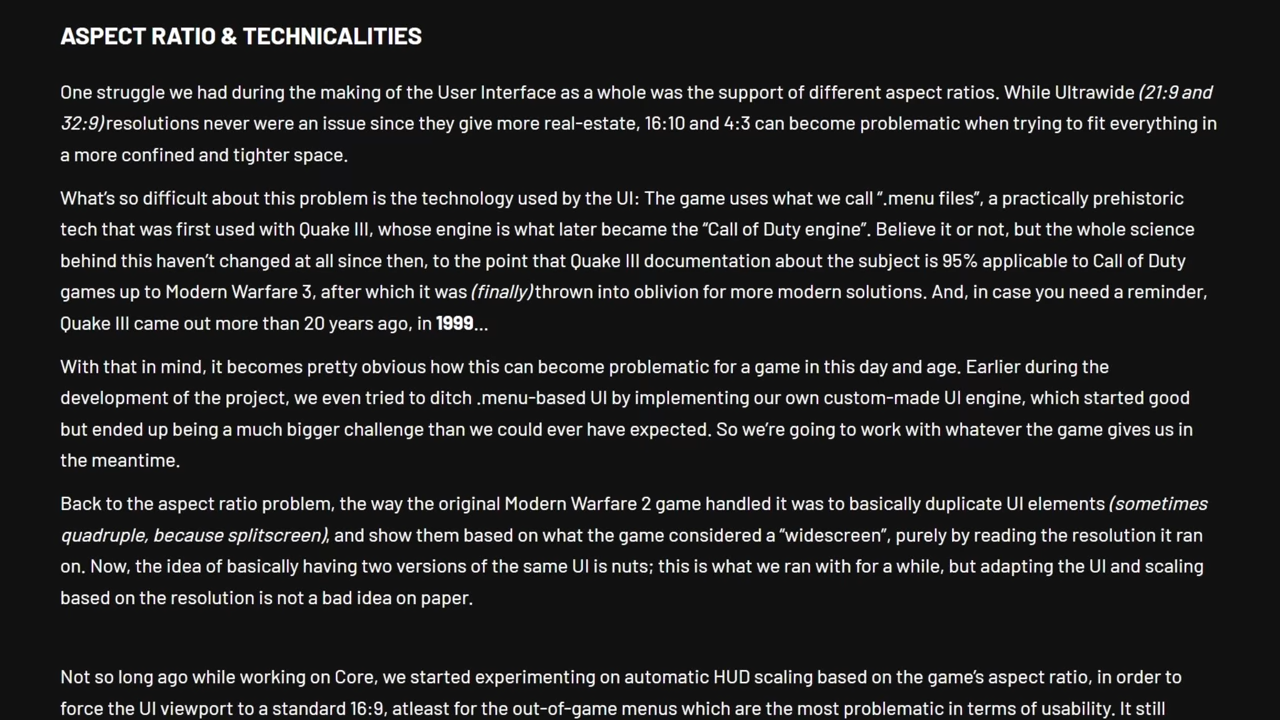 ASPECT RATIO & TECHNICALITIES
One struggle we had during the making of the User Interface as a whole was the support of different aspect ratios. While Ultrawide (21:9 and
32:9) resolutions never were an issue since they give more real-estate, 16:10 and 4:3 can become problematic when trying to fit everything in
a more confined and tighter space.
What's so difficult about this problem is the technology used by the UI: The game uses what we call “.menu files”, a practically prehistoric
tech that was first used with Quake III, whose engine is what later became the “Call of Duty engine”. Believe it or not, but the whole science
behind this haven't changed at all since then, to the point that Quake III documentation about the subject is 95% applicable to Call of Duty
games up to Modern Warfare 3, after which it was (finally) thrown into oblivion for more modern solutions. And, in case you need a reminder,
Quake III came out more than 20 years ago, in 1999...
With that in mind, it becomes pretty obvious how this can become problematic for a game in this day and age. Earlier during the
development of the project, we even tried to ditch .menu-based UI by implementing our own custom-made UI engine, which started good
but ended up being a much bigger challenge than we could ever have expected. So we're going to work with whatever the game gives us in
the meantime.
Back to the aspect ratio problem, the way the original Modern Warfare 2 game handled it was to basically duplicate UI elements (sometimes
quadruple, because splitscreen), and show them based on what the game considered a “widescreen”, purely by reading the resolution it ran
on. Now, the idea of basically having two versions of the same UI is nuts; this is what we ran with for a while, but adapting the UI and scaling
based on the resolution is not a bad idea on paper.
Not so long ago while working on Core, we started experimenting on automatic HUD scaling based on the game's aspect ratio, in order to
force the UI viewport to a standard 16:9, atleast for the out-of-game menus which are the most problematic in terms of usability. It still